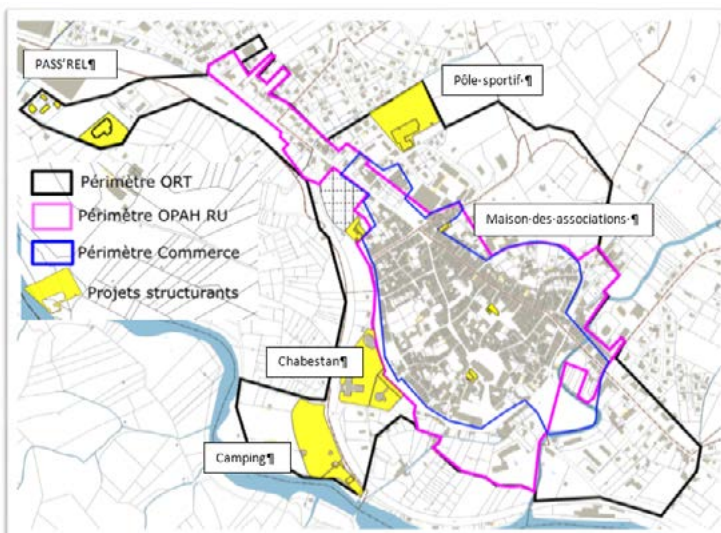 PASS'REL¶
Pôle·sportif·¶
Périmètre ORT
Périmètre OPAH RU
Périmètre Commerce
Projets structurants
Maison·des·associations·¶
Chabestan¶
Camping¶